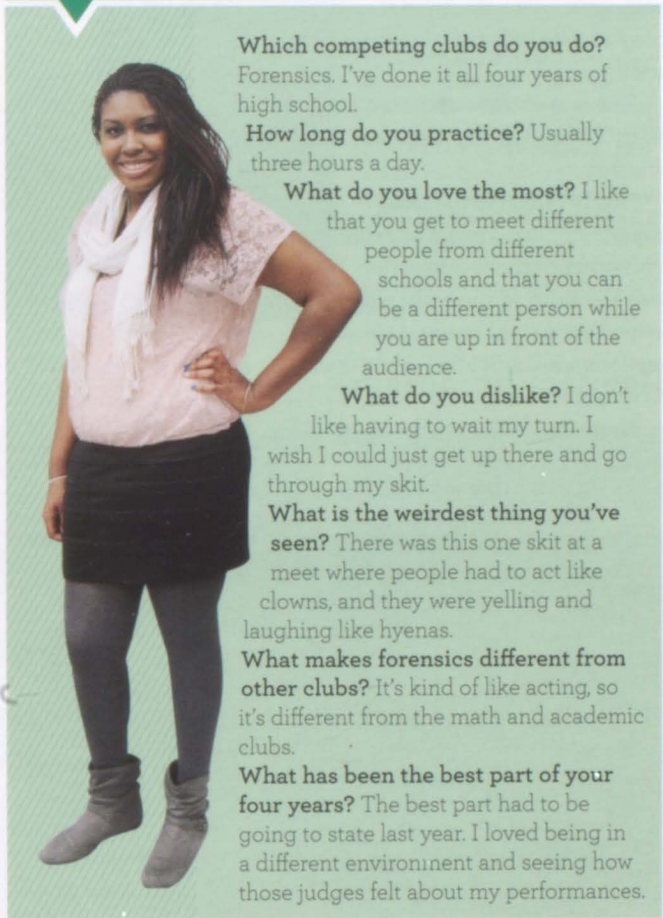 Which competing clubs do you do?
Forensics. I've done it all four years of
high school.
How long do you practice? Usually
three hours a day.
What do you love the most? I like
that you get to meet different
people from different
schools and that you can
be a different person while
you are up in front of the
audience.
What do you dislike? I don't
like having to wait my turn. I
wish I could just get up there and go
through my skit.
What is the weirdest thing you've
seen? There was this one skit at a
meet where people had to act like
clowns, and they were yelling and
laughing like hyenas.
What makes forensics different from
other clubs? It's kind of like acting, so
it's different from the math and academic
clubs.
What has been the best part of your
four years? The best part had to be
going to state last year. I loved being in
a different environment and seeing how
those judges felt about my performances.